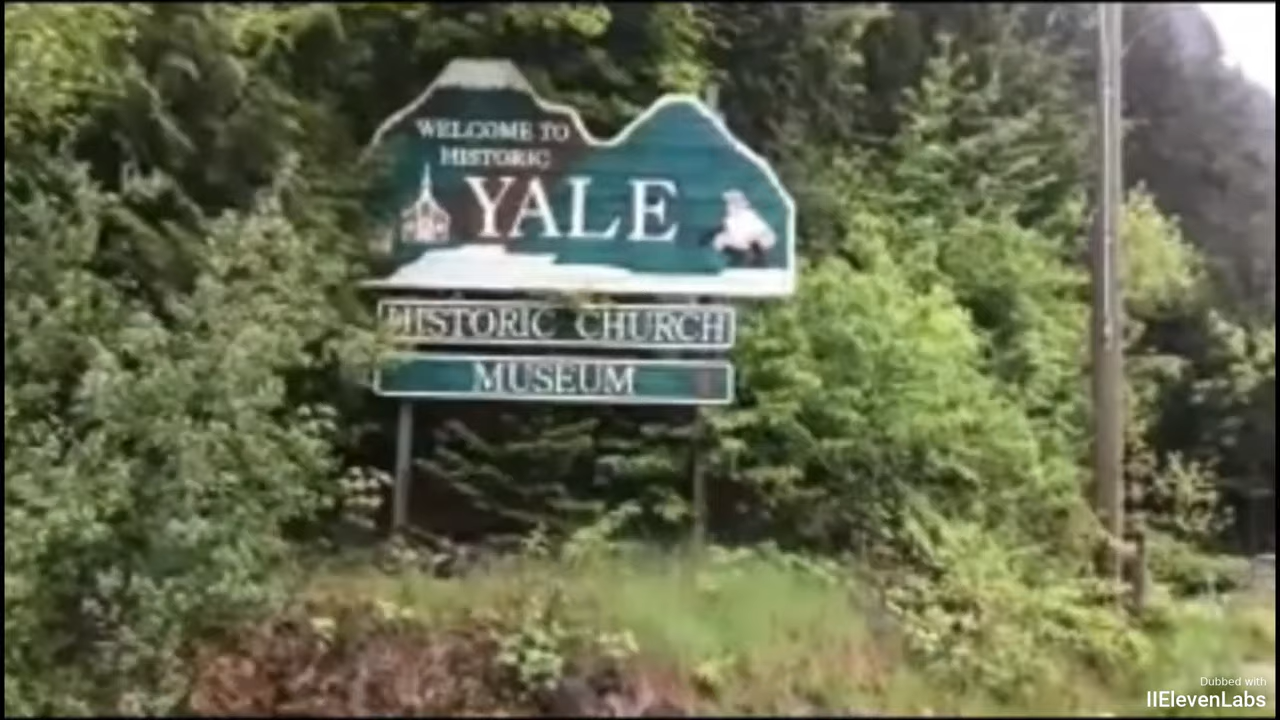 WELCOME TO
HISTORIC
YALE
HISTORIC CHURCH
MUSEUM
Dubbed with
IIElevenLabs